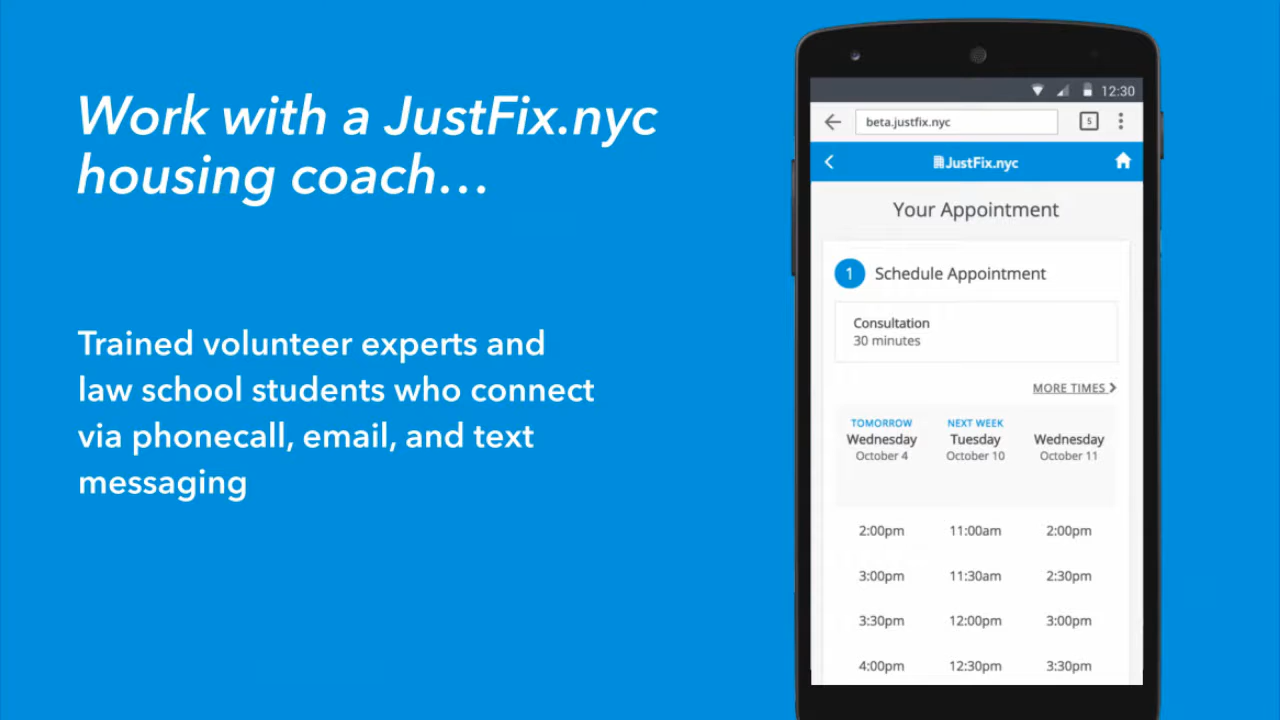 Work with a JustFix.nyc
housing coach...
Trained volunteer experts and
law school students who connect
via phonecall, email, and text
messaging
12:30
beta.justfix.nyc
5
JustFix.nyc
Your Appointment
1 Schedule Appointment
Consultation
30 minutes
MORE TIMES
TOMORROW NEXT WEEK
Wednesday Tuesday Wednesday
October 4 October 10 October 11
2:00pm 11:00am 2:00pm
3:00pm 11:30am 2:30pm
3:30pm 12:00pm 3:00pm
4:00pm 12:30pm 3:30pm